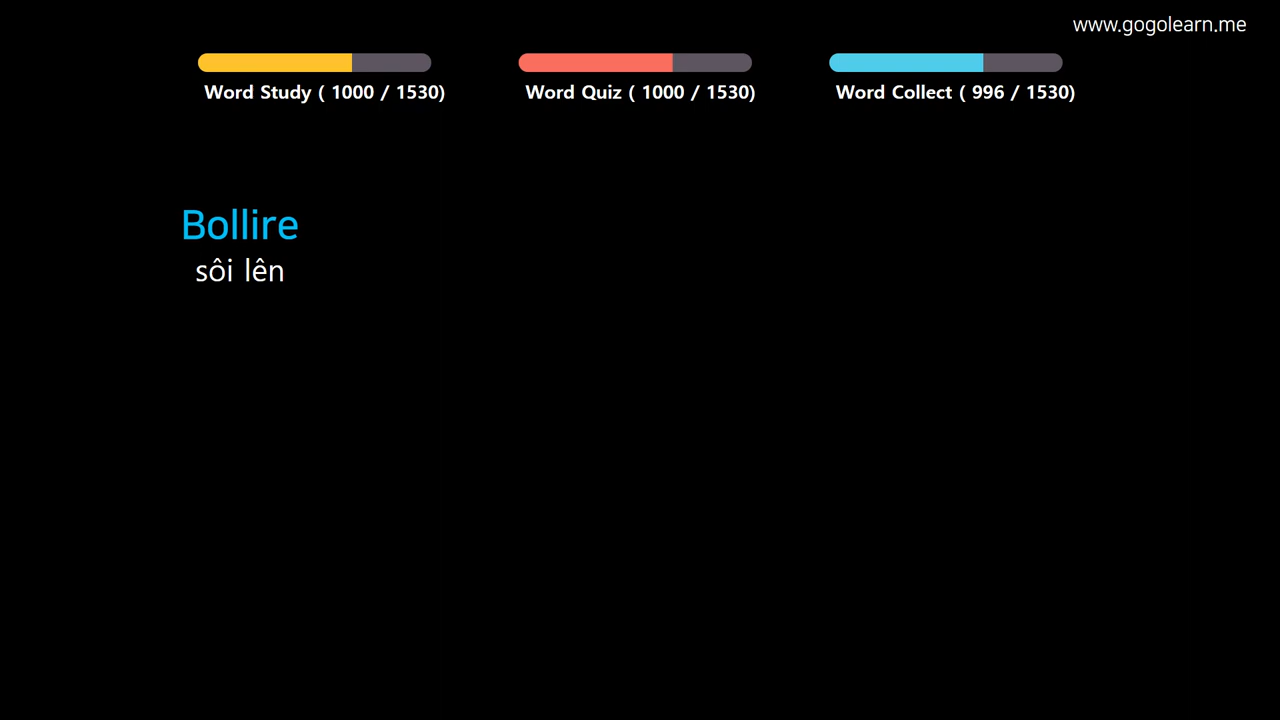 www.gogolearn.me
Word Study ( 1000 / 1530)
Word Quiz ( 1000 / 1530)
Word Collect ( 996 / 1530)
Bollire
sôi lên